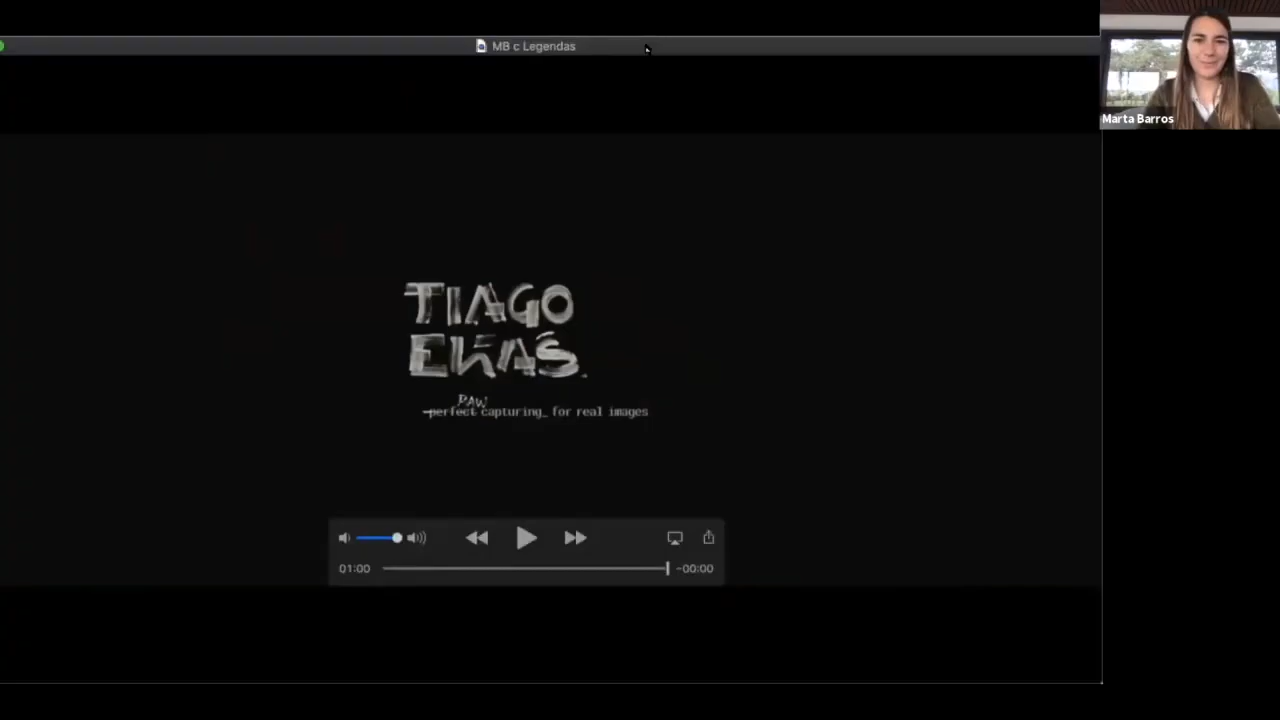 MB c Legendas
Marta Barros
TIAGO
ELIAS.
RAW
perfect capturing_ for real images
01:00
-00:00